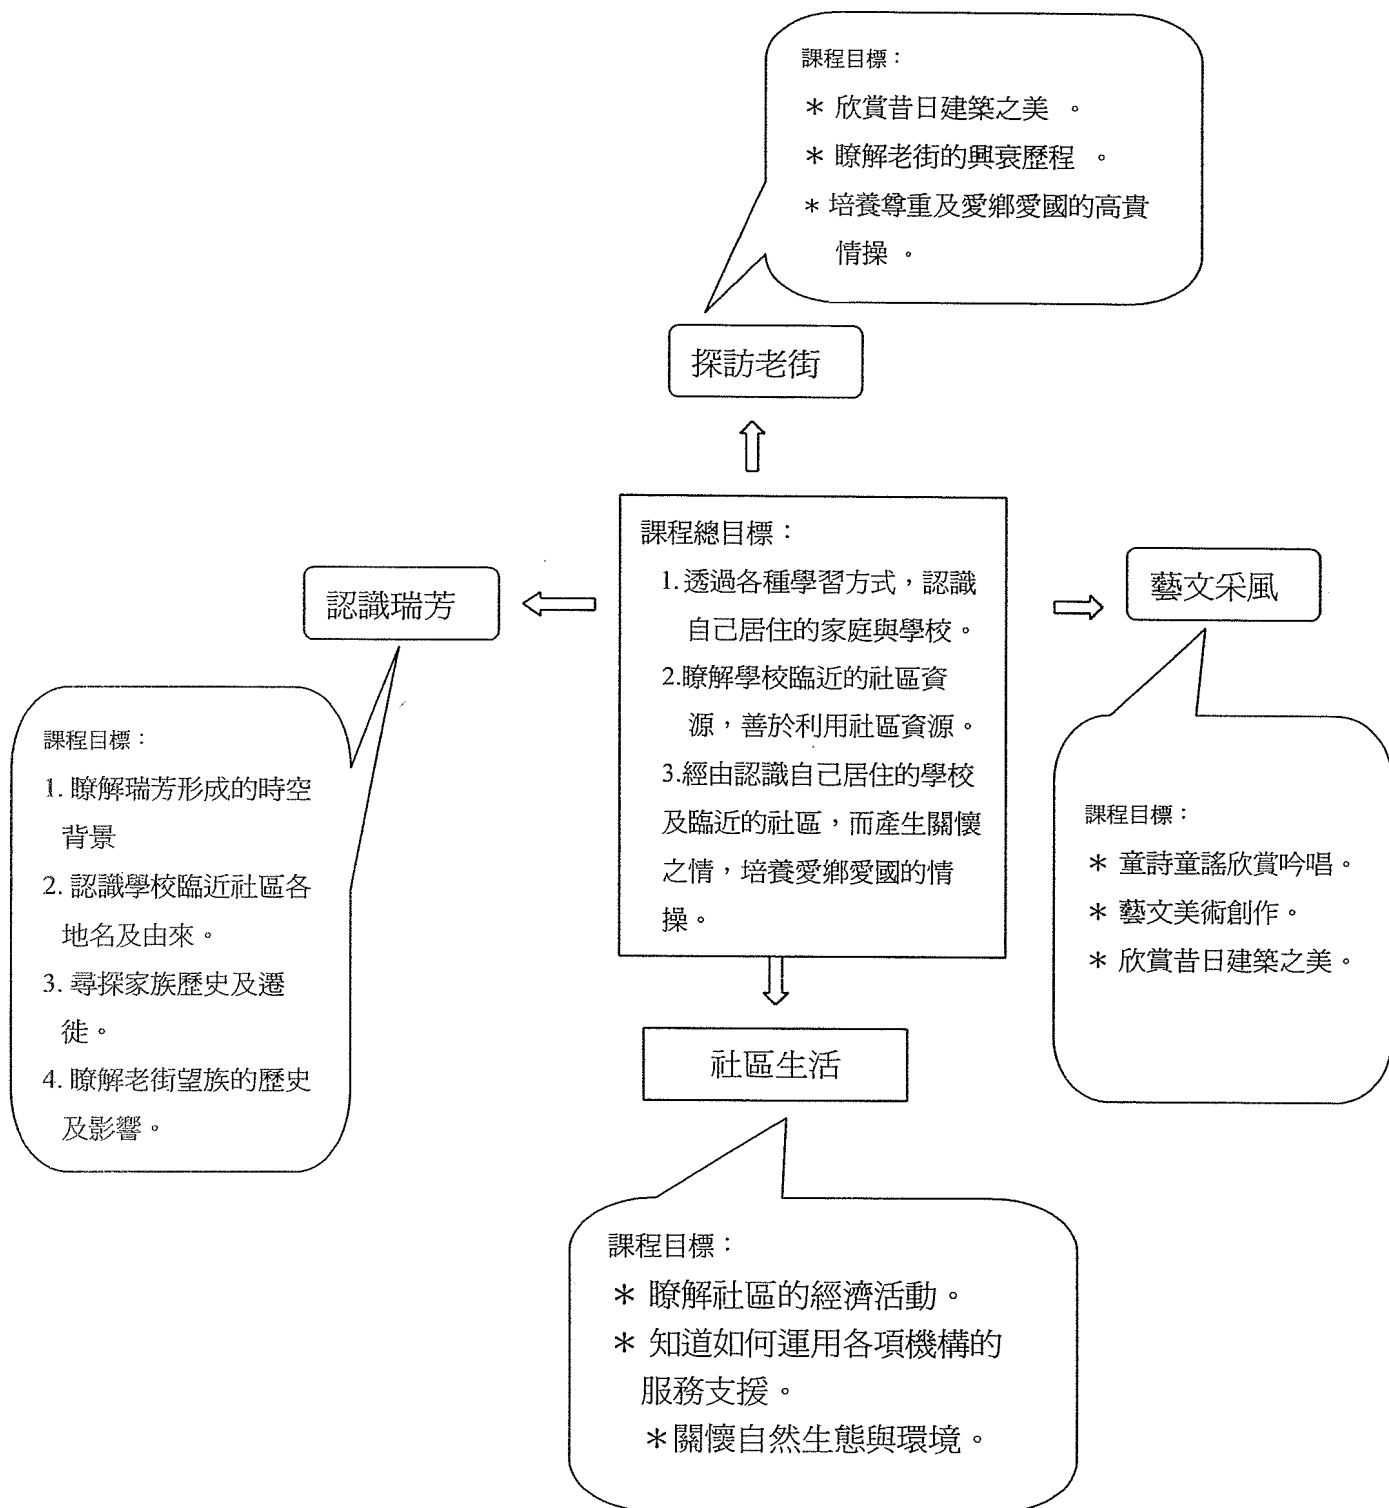 課程目標：
＊ 欣賞昔日建築之美 。
＊ 瞭解老街的興衰歷程 。
＊培養尊重及愛鄉愛國的高貴
情操 。
探訪老街
課程總目標：
1. 透過各種學習方式，認識
自己居住的家庭與學校。
2.瞭解學校臨近的社區資
源，善於利用社區資源。
3.經由認識自己居住的學校
及臨近的社區，而產生關懷
之情，培養愛鄉愛國的情
操。
認識瑞芳
課程目標：
1. 瞭解瑞芳形成的時空
背景
2. 認識學校臨近社區各
地名及由來。
3. 尋探家族歷史及遷
徙。
4. 瞭解老街望族的歷史
及影響。
藝文采風
課程目標：
＊ 童詩童謠欣賞吟唱。
＊ 藝文美術創作。
＊ 欣賞昔日建築之美。
社區生活
課程目標：
＊ 瞭解社區的經濟活動。
＊ 知道如何運用各項機構的
服務支援。
＊關懷自然生態與環境。